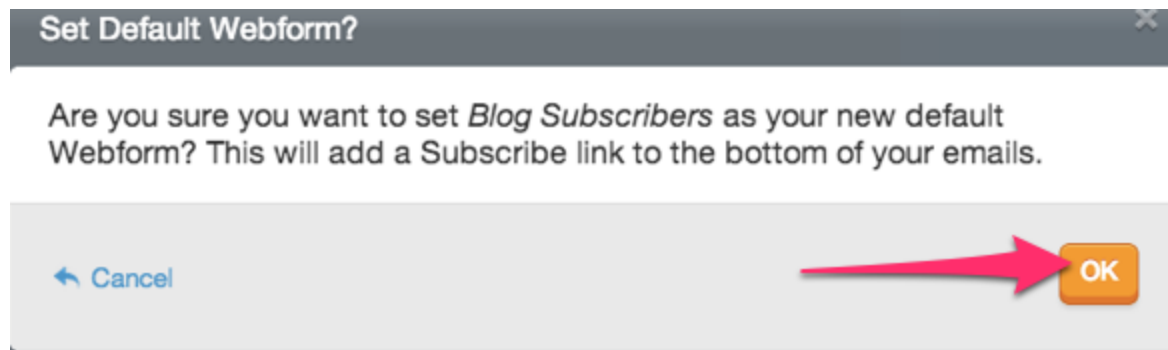 Set Default Webform?
Are you sure you want to set Blog Subscribers as your new default
Webform? This will add a Subscribe link to the bottom of your emails.
Cancel
OK